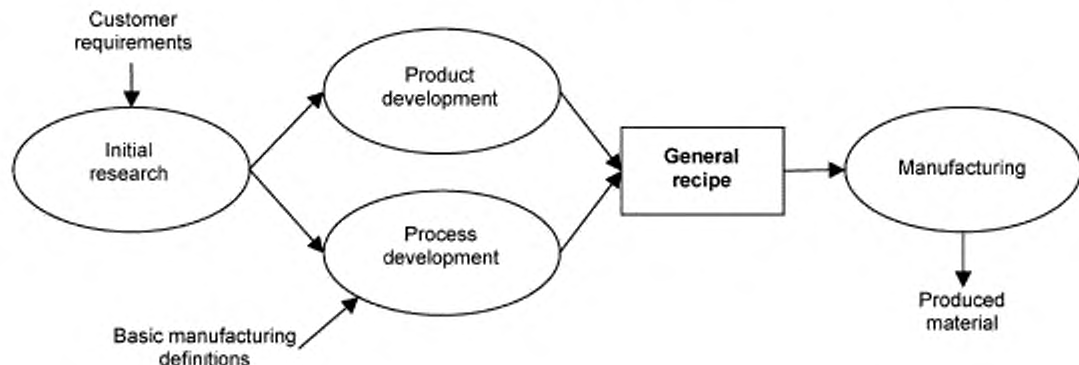 Customer
requirements
Initial
research
Product
development
Process
development
Basic manufacturing
definitions
General
recipe
Manufacturing
Produced
material